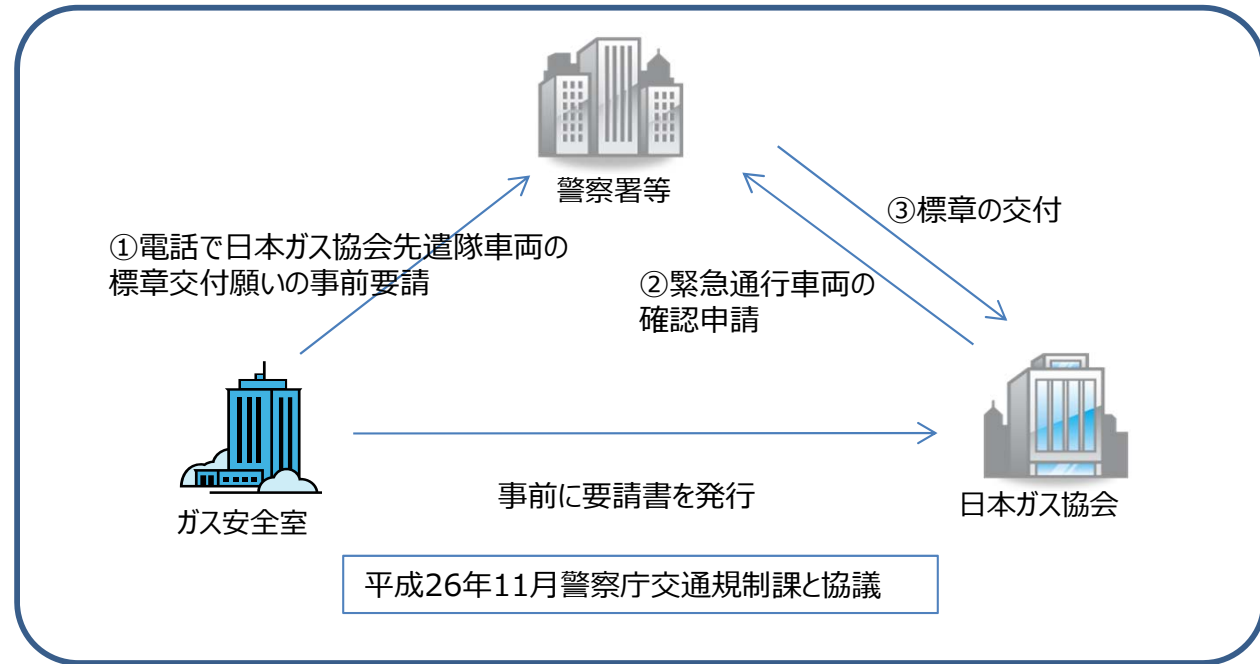 警察署等
①電話で日本ガス協会先遣隊車両の
標章交付願いの事前要請
③標章の交付
②緊急通行車両の
確認申請
事前に要請書を発行
ガス安全室
日本ガス協会
平成26年11月警察庁交通規制課と協議